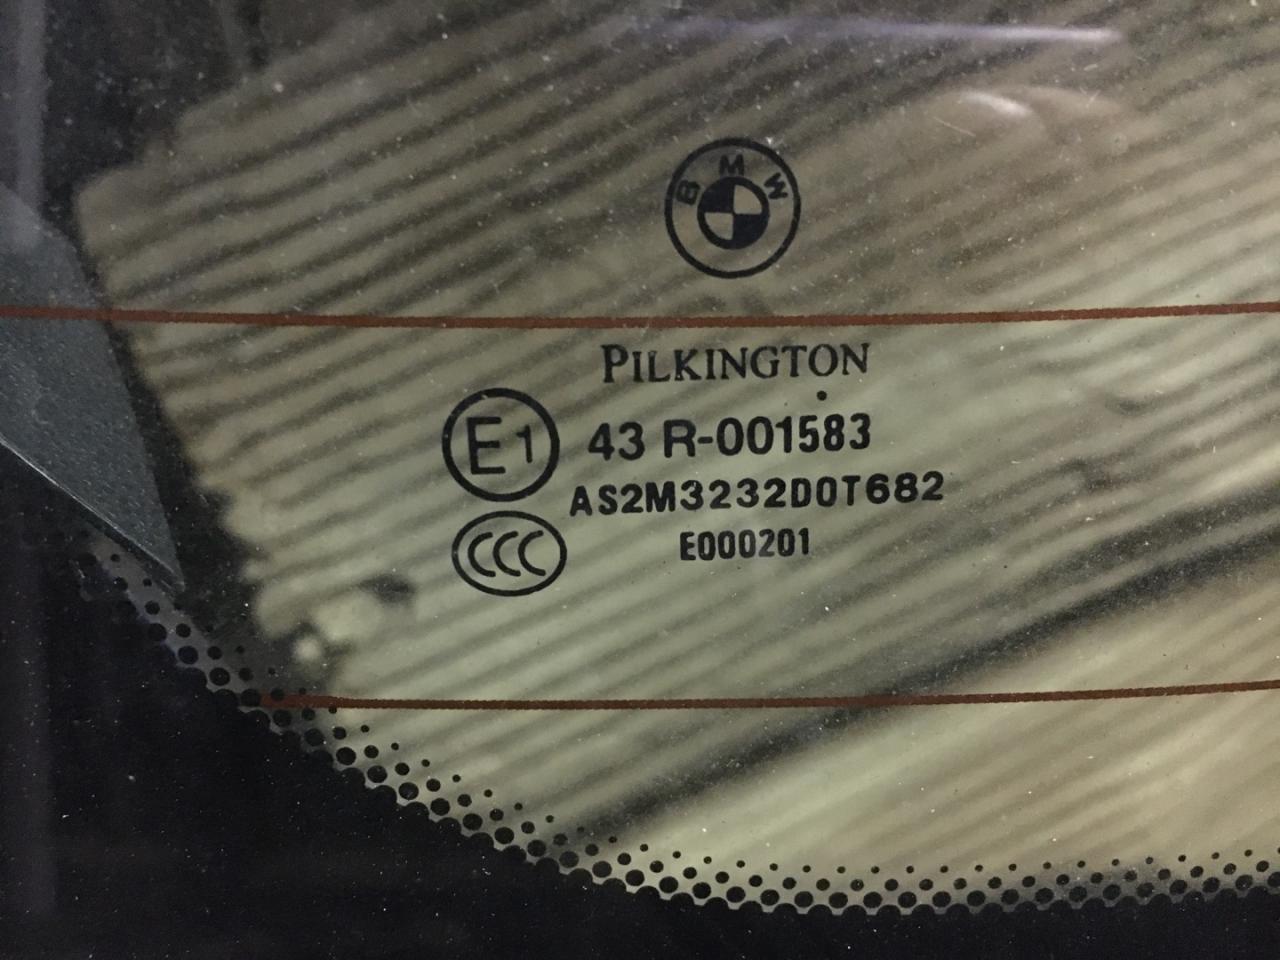 BMW
PILKINGTON
E1 43 R-001583
AS2M3232D0T682
CCC E000201